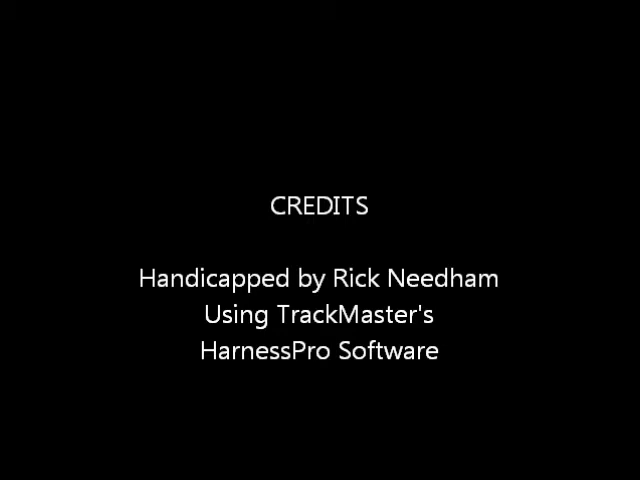 CREDITS
Handicapped by Rick Needham
Using TrackMaster's
HarnessPro Software